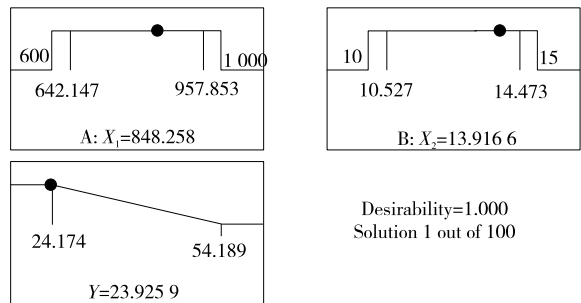 600
1 000
642.147
957.853
A: X₁=848.258
10
15
10.527
14.473
B: X₂=13.916 6
24.174
54.189
Y=23.925 9
Desirability=1.000
Solution 1 out of 100